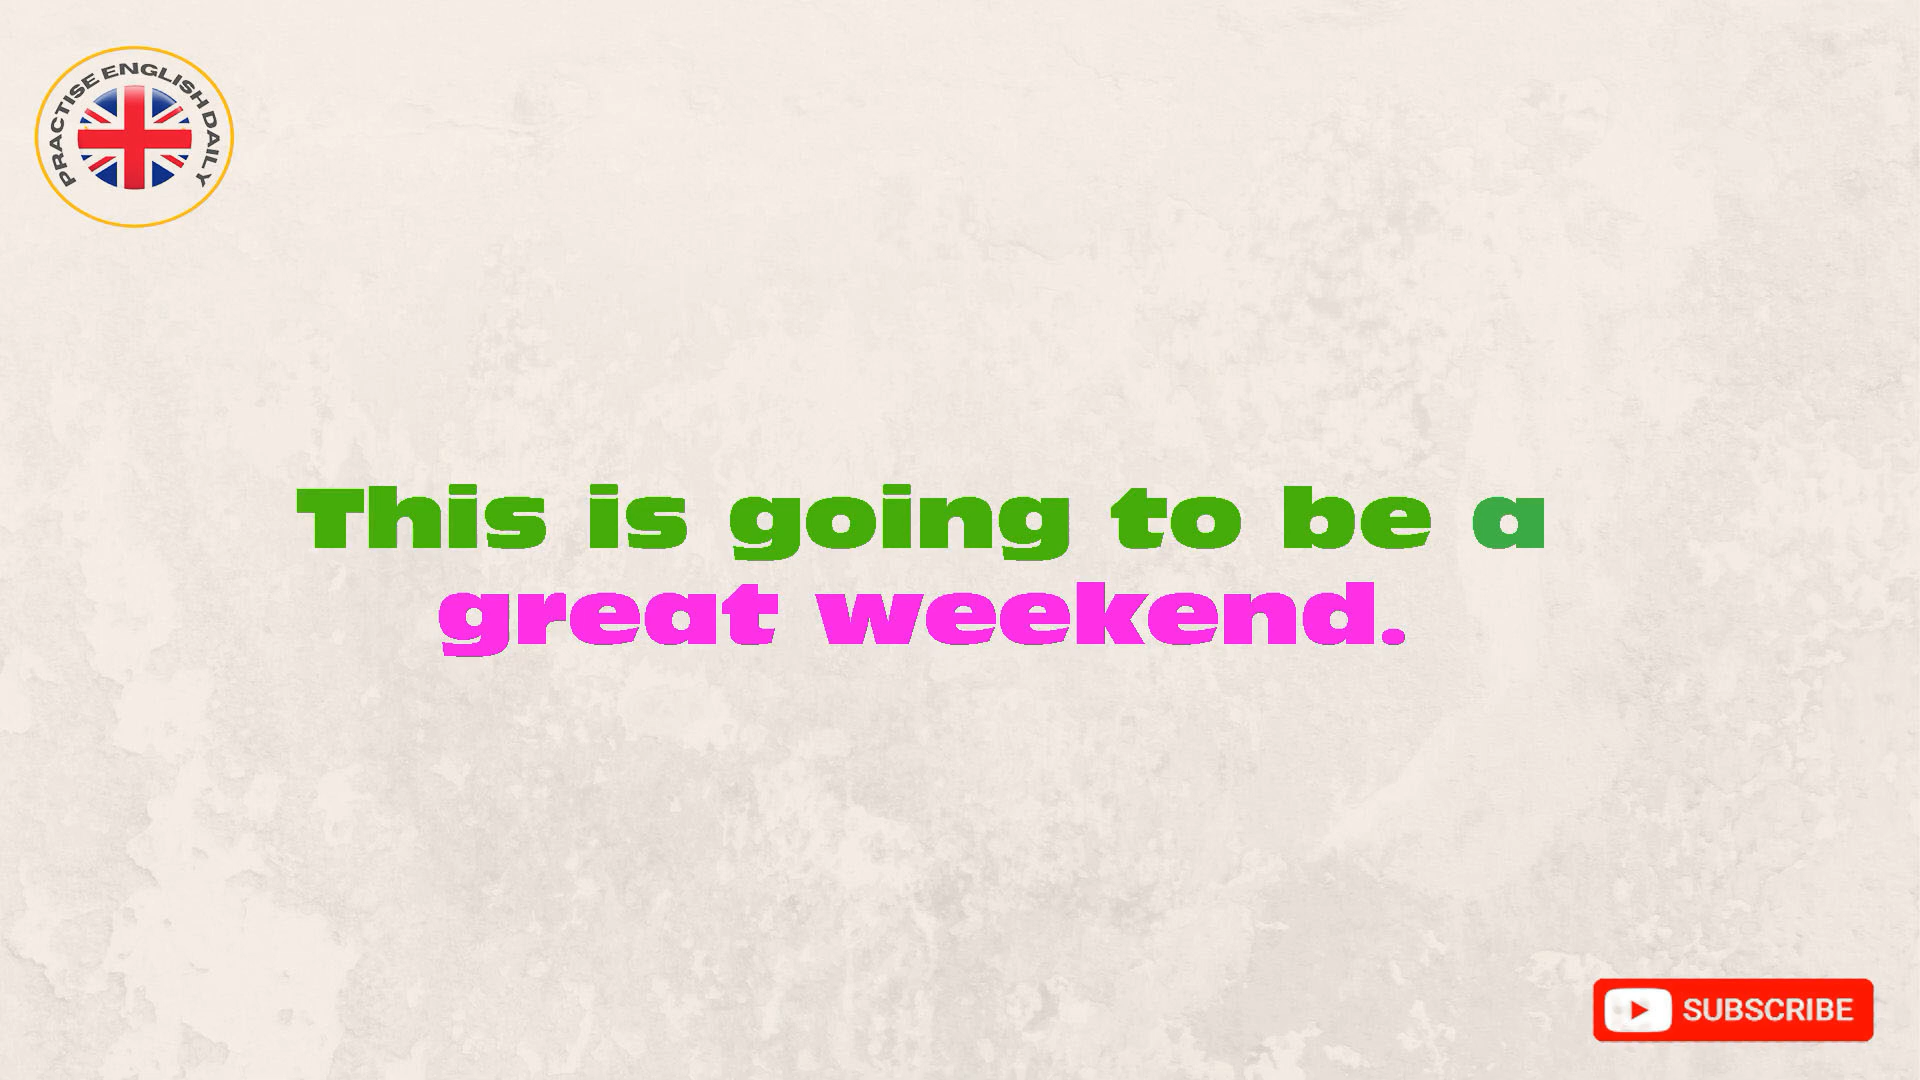 PRACTISE ENGLISH DAILY
This is going to be a
great weekend.
SUBSCRIBE